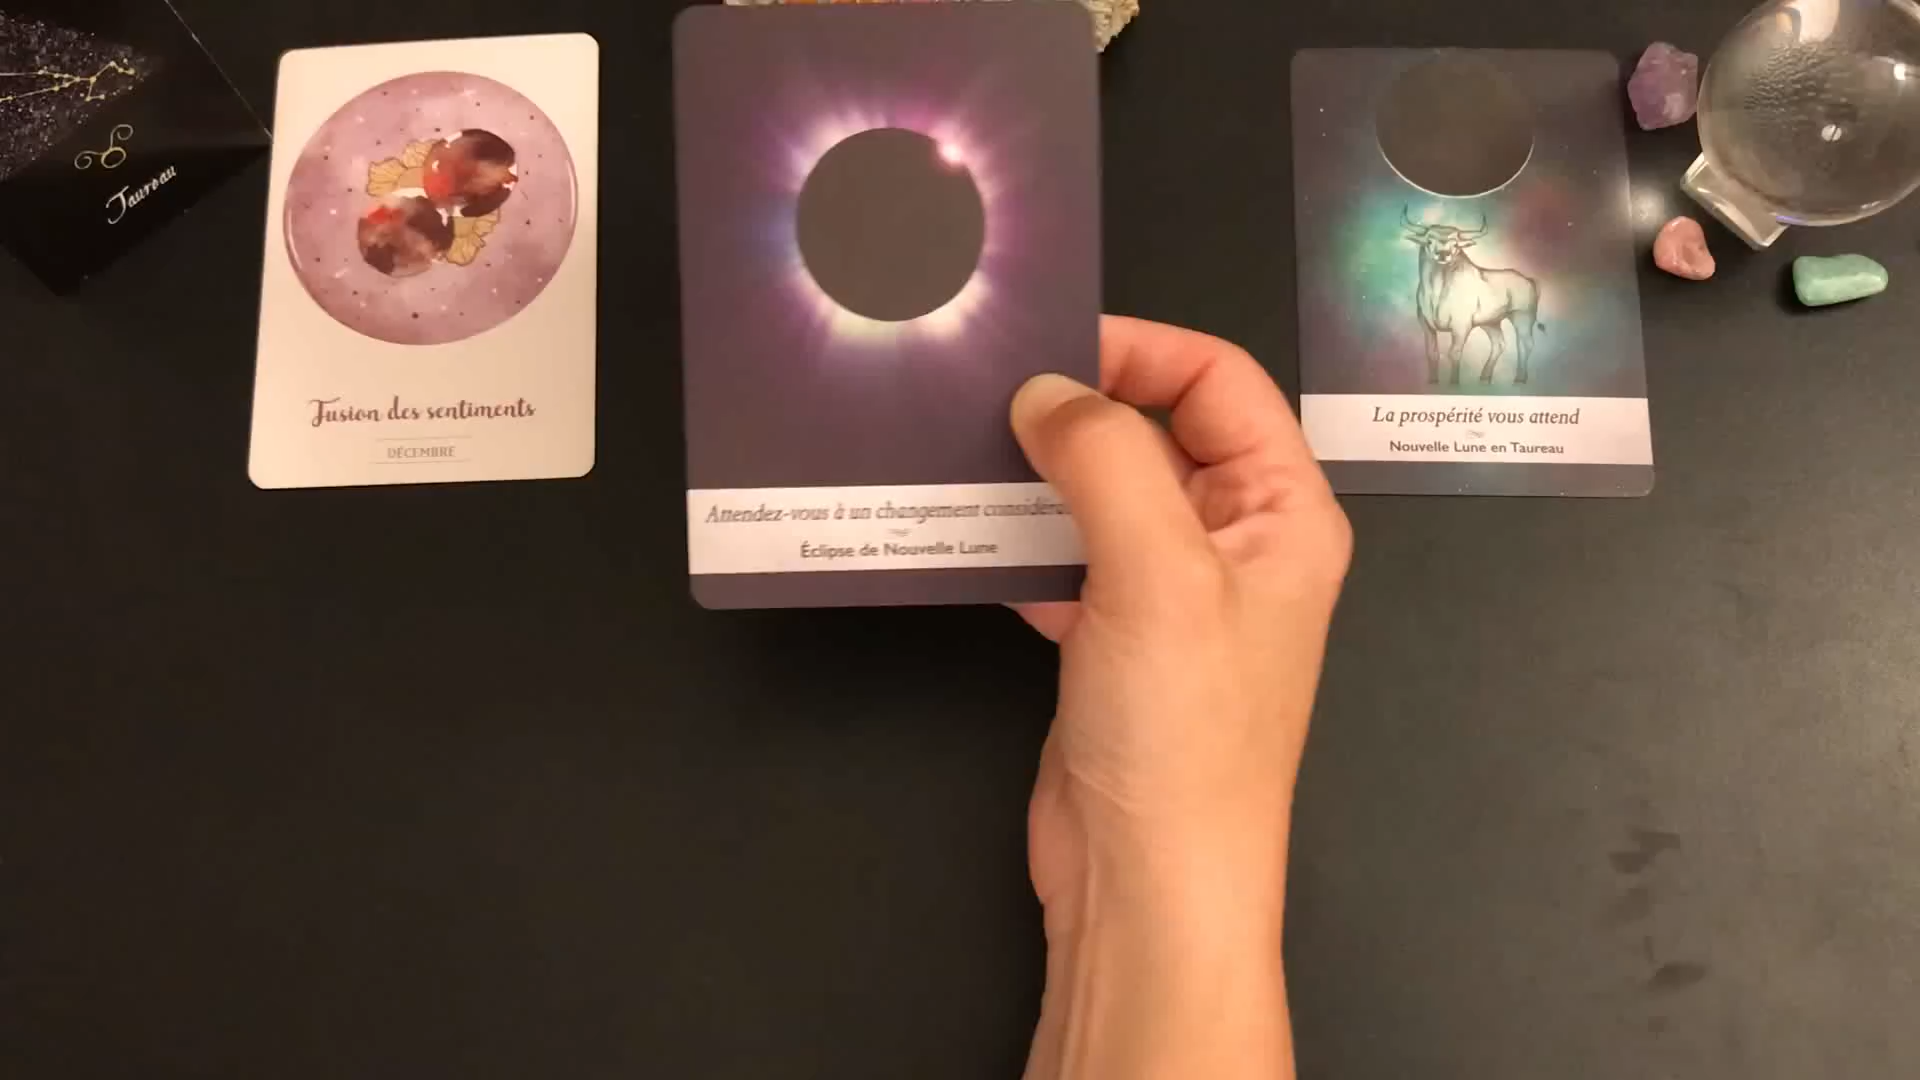 Taureau
Fusion des sentiments
DÉCEMBRE
Attendez-vous à un changement
Éclipse de Nouvelle Lune
La prospérité vous attend
Nouvelle Lune en Taureau